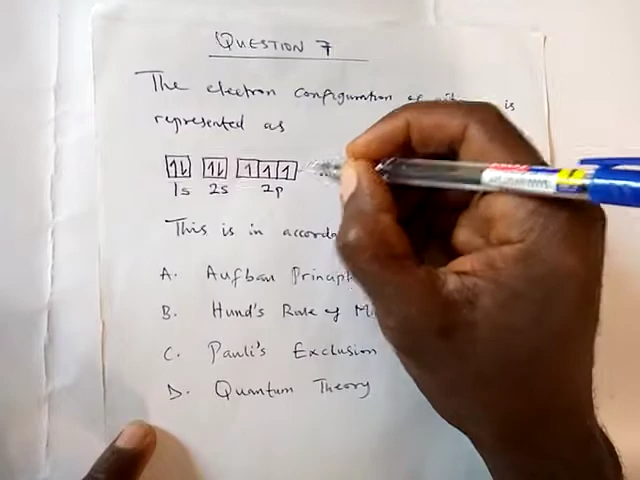 QUESTION 7
The electron configuration of is
represented as
1s 2s 2p
This is in
A. Aufbau
B. Hund's Rule of
C. Pauli's Exclusion
D. Quantum Theory